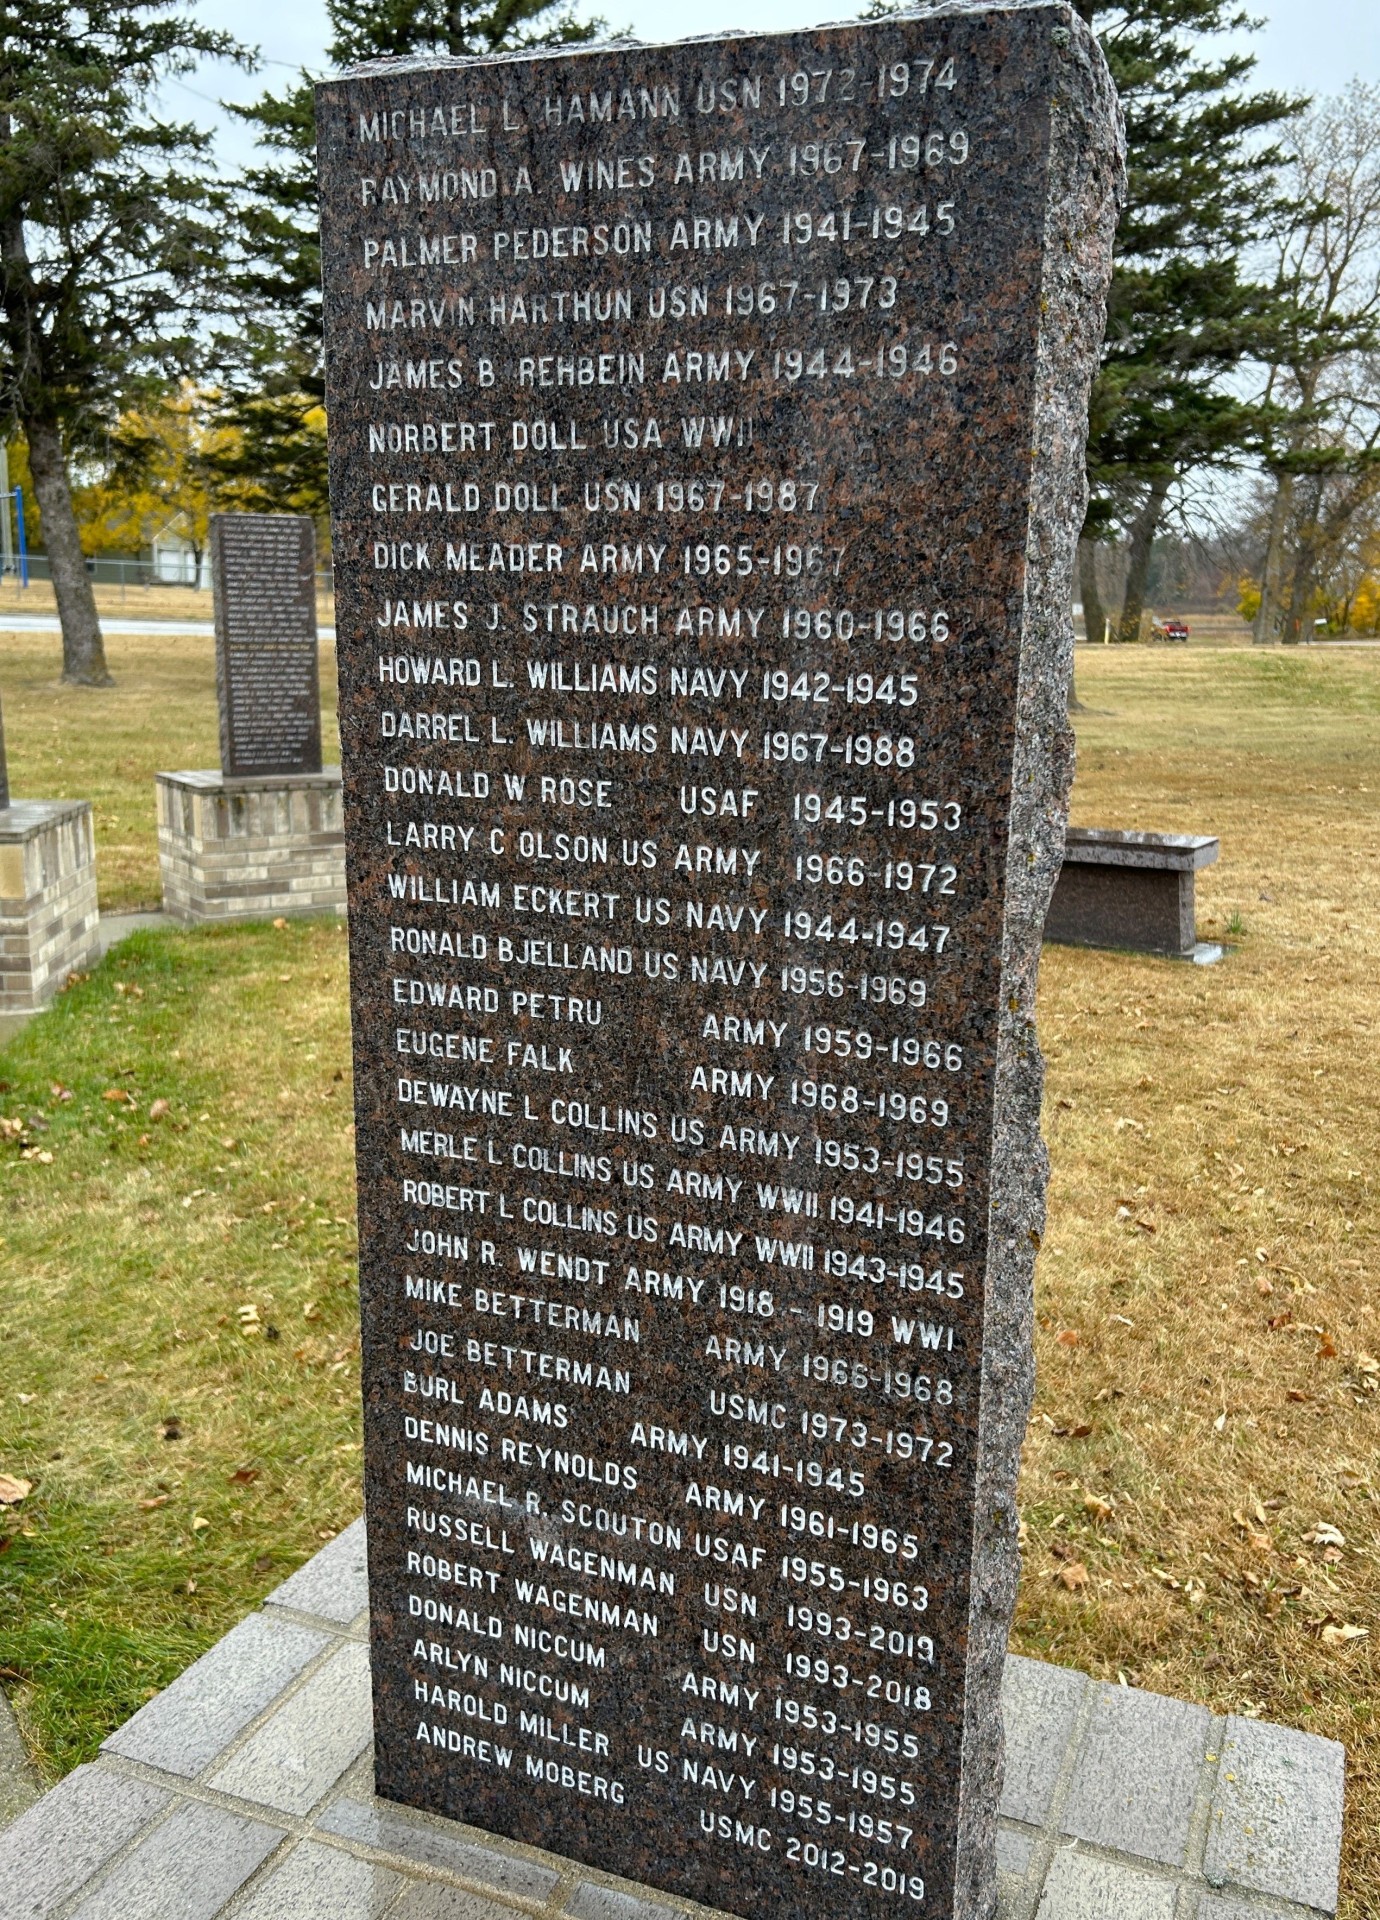 MICHAEL L. HAMANN USN 1972-1974
RAYMOND A. WINES ARMY 1967-1969
PALMER PEDERSON ARMY 1941-1945
MARVIN HARTHUN USN 1967-1973
JAMES B. REHBEIN ARMY 1944-1946
NORBERT DOLL USA WWII
GERALD DOLL USN 1967-1987
DICK MEADER ARMY 1965-1967
JAMES J. STRAUCH ARMY 1960-1966
HOWARD L. WILLIAMS NAVY 1942-1945
DARREL L. WILLIAMS NAVY 1967-1988
DONALD W ROSE USAF 1945-1953
LARRY C OLSON US ARMY 1966-1972
WILLIAM ECKERT US NAVY 1944-1947
RONALD BJELLAND US NAVY 1956-1969
EDWARD PETRU ARMY 1959-1966
EUGENE FALK ARMY 1968-1969
DEWAYNE L COLLINS US ARMY 1953-1955
MERLE L COLLINS US ARMY WWII 1941-1946
ROBERT L COLLINS US ARMY WWII 1943-1945
JOHN R. WENDT ARMY 1918 - 1919 WWI
MIKE BETTERMAN ARMY 1966-1968
JOE BETTERMAN USMC 1973-1972
BURL ADAMS ARMY 1941-1945
DENNIS REYNOLDS ARMY 1961-1965
MICHAEL R. SCOUTON USAF 1955-1963
RUSSELL WAGENMAN USN 1993-2019
ROBERT WAGENMAN USN 1993-2018
DONALD NICCUM ARMY 1953-1955
ARLYN NICCUM ARMY 1953-1955
HAROLD MILLER US NAVY 1955-1957
ANDREW MOBERG USMC 2012-2019